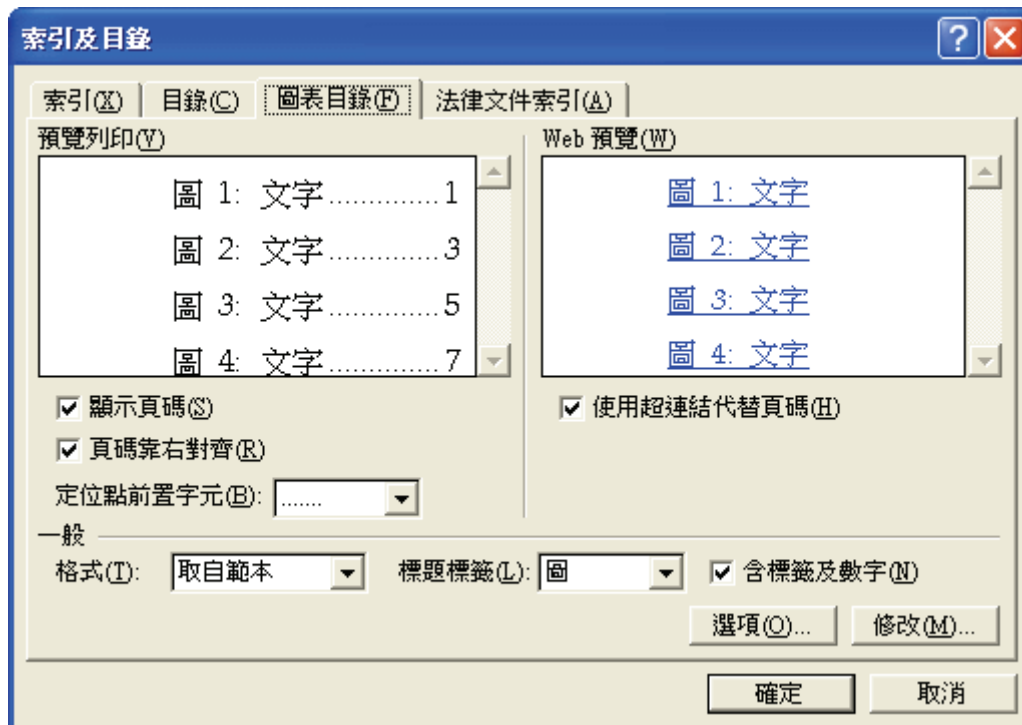 索引及目錄
索引(X) 目錄(C) 圖表目錄(F) 法律文件索引(A)
預覽列印(V)
圖 1: 文字..............1
圖 2: 文字..............3
圖 3: 文字..............5
圖 4: 文字..............7
Web 預覽(W)
圖 1: 文字
圖 2: 文字
圖 3: 文字
圖 4: 文字
顯示頁碼(S)
頁碼靠右對齊(R)
定位點前置字元(B): .......
使用超連結代替頁碼(H)
一般
格式(T): 取自範本 標題標籤(L): 圖 含標籤及數字(N)
選項(O)... 修改(M)...
確定 取消